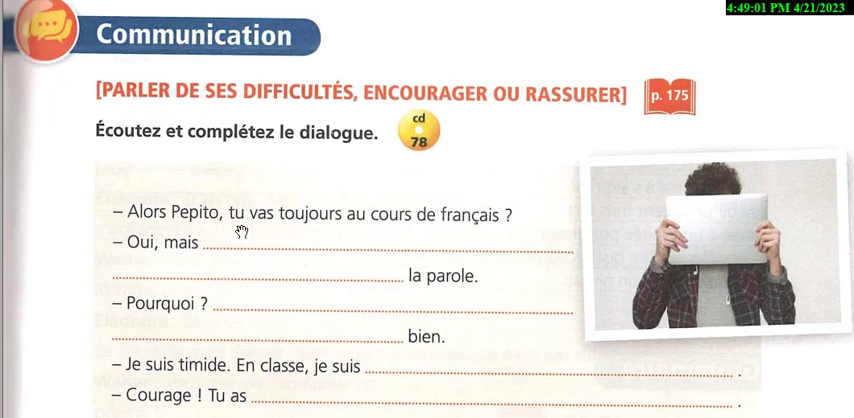 4:49:01 PM 4/21/2023
Communication
[PARLER DE SES DIFFICULTÉS, ENCOURAGER OU RASSURER] p. 175
Écoutez et complétez le dialogue. cd 78
– Alors Pepito, tu vas toujours au cours de français ?
– Oui, mais
la parole.
– Pourquoi ?
bien.
– Je suis timide. En classe, je suis .
– Courage ! Tu as .